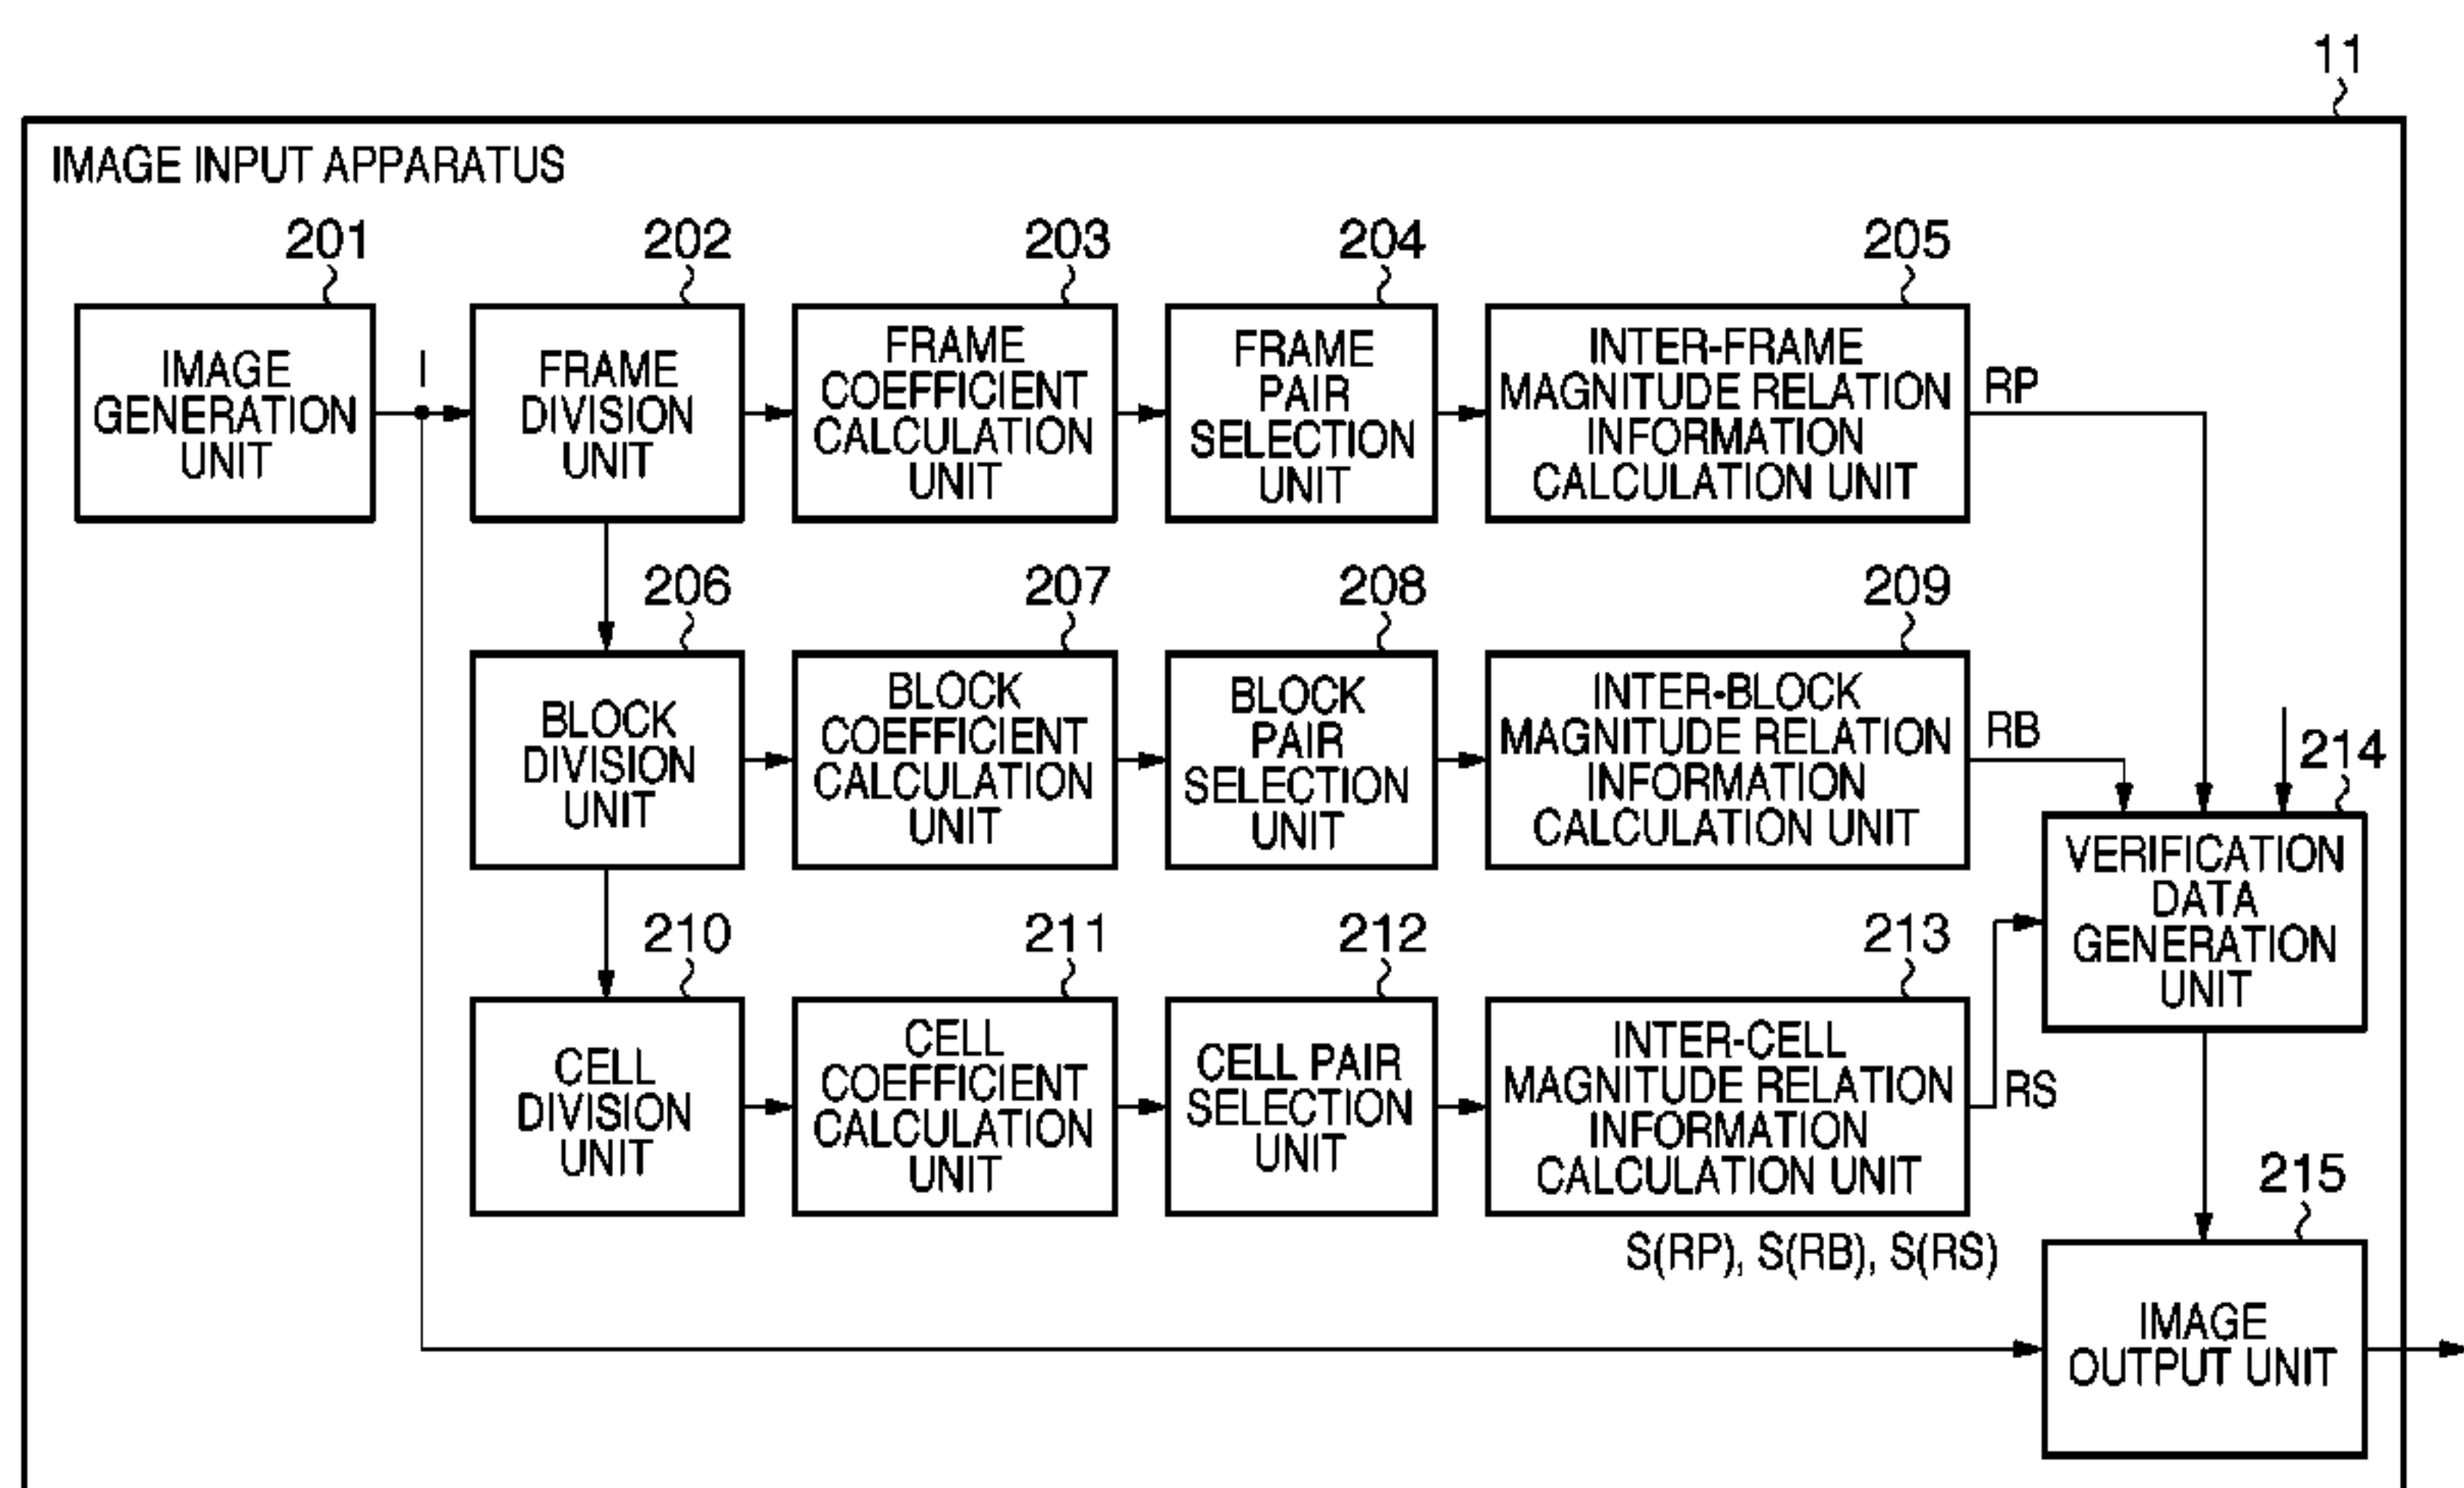 11
IMAGE INPUT APPARATUS
201
202
203
204
205
IMAGE
GENERATION
UNIT
I
FRAME
DIVISION
UNIT
FRAME
COEFFICIENT
CALCULATION
UNIT
FRAME
PAIR
SELECTION
UNIT
INTER-FRAME
MAGNITUDE RELATION
INFORMATION
CALCULATION UNIT
RP
206
207
208
209
BLOCK
DIVISION
UNIT
BLOCK
COEFFICIENT
CALCULATION
UNIT
BLOCK
PAIR
SELECTION
UNIT
INTER-BLOCK
MAGNITUDE RELATION
INFORMATION
CALCULATION UNIT
RB
214
VERIFICATION
DATA
GENERATION
UNIT
210
211
212
213
CELL
DIVISION
UNIT
CELL
COEFFICIENT
CALCULATION
UNIT
CELL PAIR
SELECTION
UNIT
INTER-CELL
MAGNITUDE RELATION
INFORMATION
CALCULATION UNIT
RS
S(RP), S(RB), S(RS)
215
IMAGE
OUTPUT UNIT